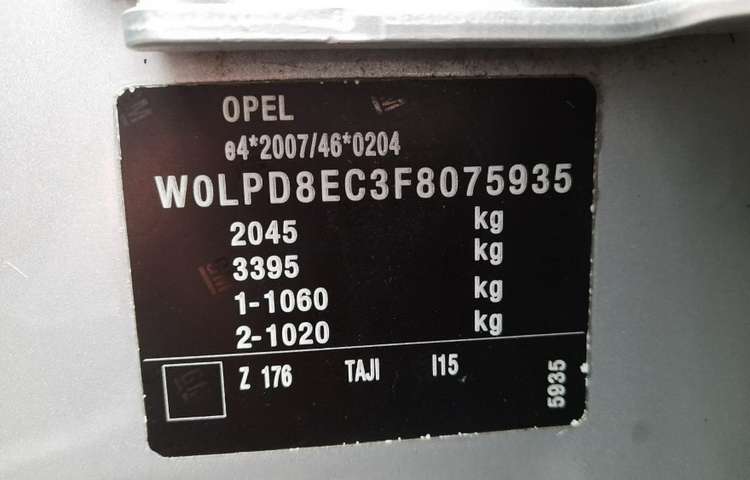 OPEL
e4*2007/46*0204
W0LPD8EC3F8075935
2045 kg
3395 kg
1-1060 kg
2-1020 kg
Z 176 TAJI I15
5935